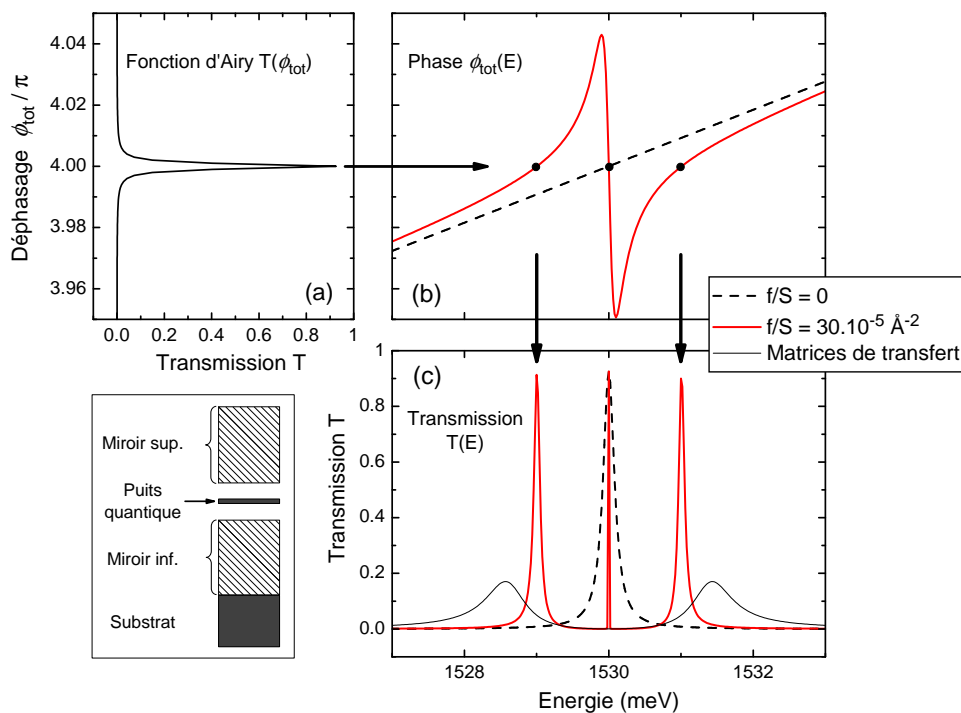 Déphasage ϕtot / π
4.04
4.02
4.00
3.98
3.96
Fonction d'Airy T(ϕtot)
(a)
0.0 0.2 0.4 0.6 0.8 1
Transmission T
Phase ϕtot(E)
(b)
f/S = 0
f/S = 30.10-5 Å-2
Matrices de transfert
Miroir sup.
Puits
quantique
Miroir inf.
Substrat
(c)
Transmission
T(E)
Transmission T
1
0.8
0.6
0.4
0.2
0.0
1528 1530 1532
Energie (meV)